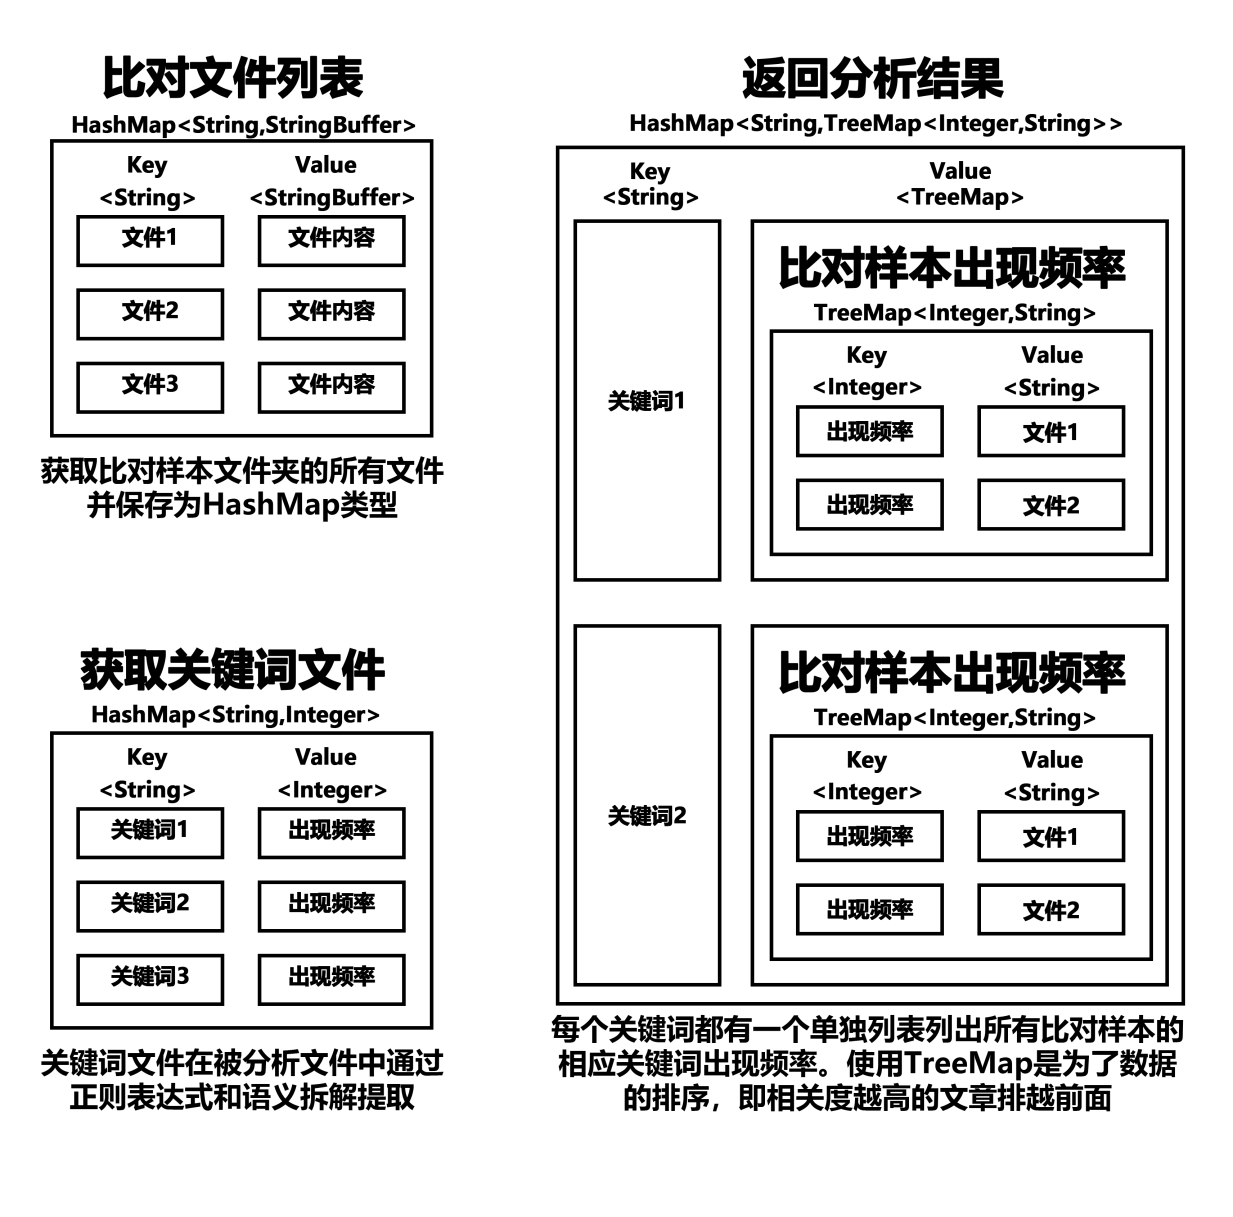 比对文件列表
HashMap<String,StringBuffer>
Key
Value
<String>
<StringBuffer>
文件1
文件内容
文件2
文件内容
文件3
文件内容
获取比对样本文件夹的所有文件
并保存为HashMap类型
获取关键词文件
HashMap<String,Integer>
Key
Value
<String>
<Integer>
关键词1
出现频率
关键词2
出现频率
关键词3
出现频率
关键词文件在被分析文件中通过
正则表达式和语义拆解提取
返回分析结果
HashMap<String,TreeMap<Integer,String>>
Key
<String>
Value
<TreeMap>
关键词1
比对样本出现频率
TreeMap<Integer,String>
Key
Value
<Integer>
<String>
出现频率
文件1
出现频率
文件2
关键词2
比对样本出现频率
TreeMap<Integer,String>
Key
Value
<Integer>
<String>
出现频率
文件1
出现频率
文件2
每个关键词都有一个单独列表列出所有比对样本的
相应关键词出现频率。使用TreeMap是为了数据
的排序，即相关度越高的文章排越前面